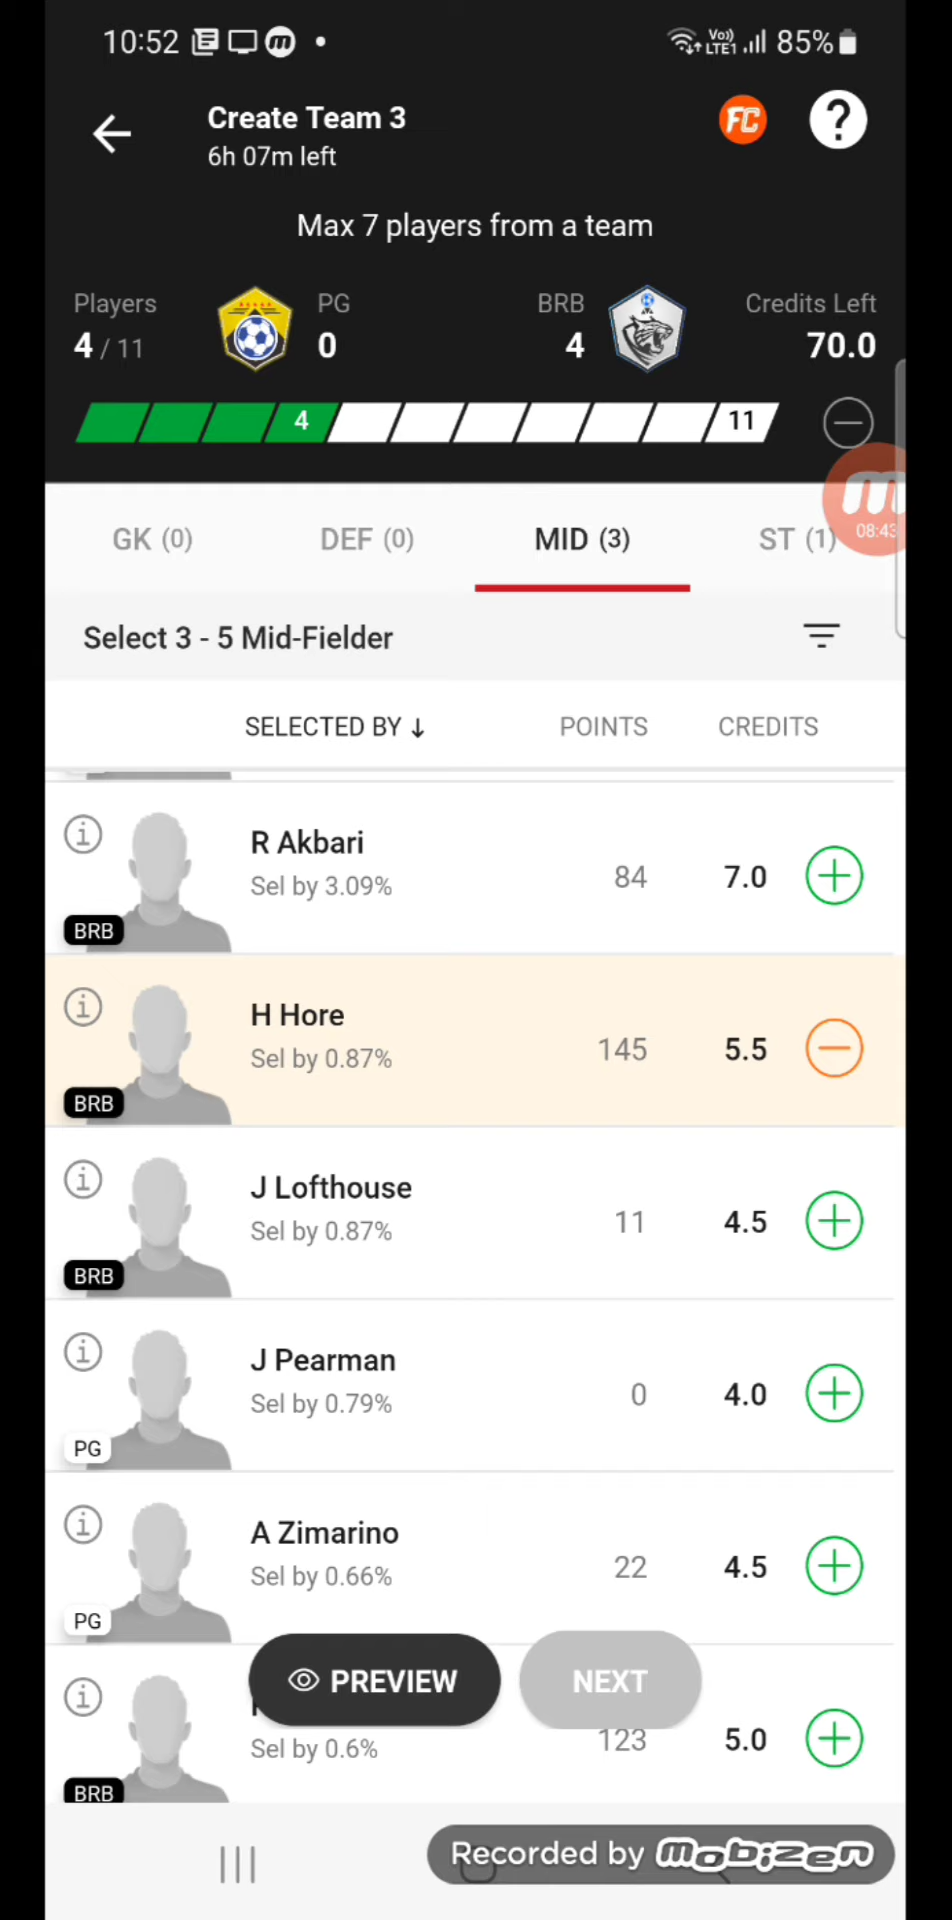 10:52 Vo)) LTE1 85%
Create Team 3
6h 07m left
FC ?
Max 7 players from a team
Players PG BRB Credits Left
4 / 11 0 4 70.0
4 11
GK (0) DEF (0) MID (3) ST (1)
m 08:43
Select 3 - 5 Mid-Fielder
SELECTED BY ↓ POINTS CREDITS
R Akbari
Sel by 3.09% 84 7.0
BRB
H Hore
Sel by 0.87% 145 5.5
BRB
J Lofthouse
Sel by 0.87% 11 4.5
BRB
J Pearman
Sel by 0.79% 0 4.0
PG
A Zimarino
Sel by 0.66% 22 4.5
PG
PREVIEW NEXT
Sel by 0.6% 123 5.0
BRB
Recorded by mobizen